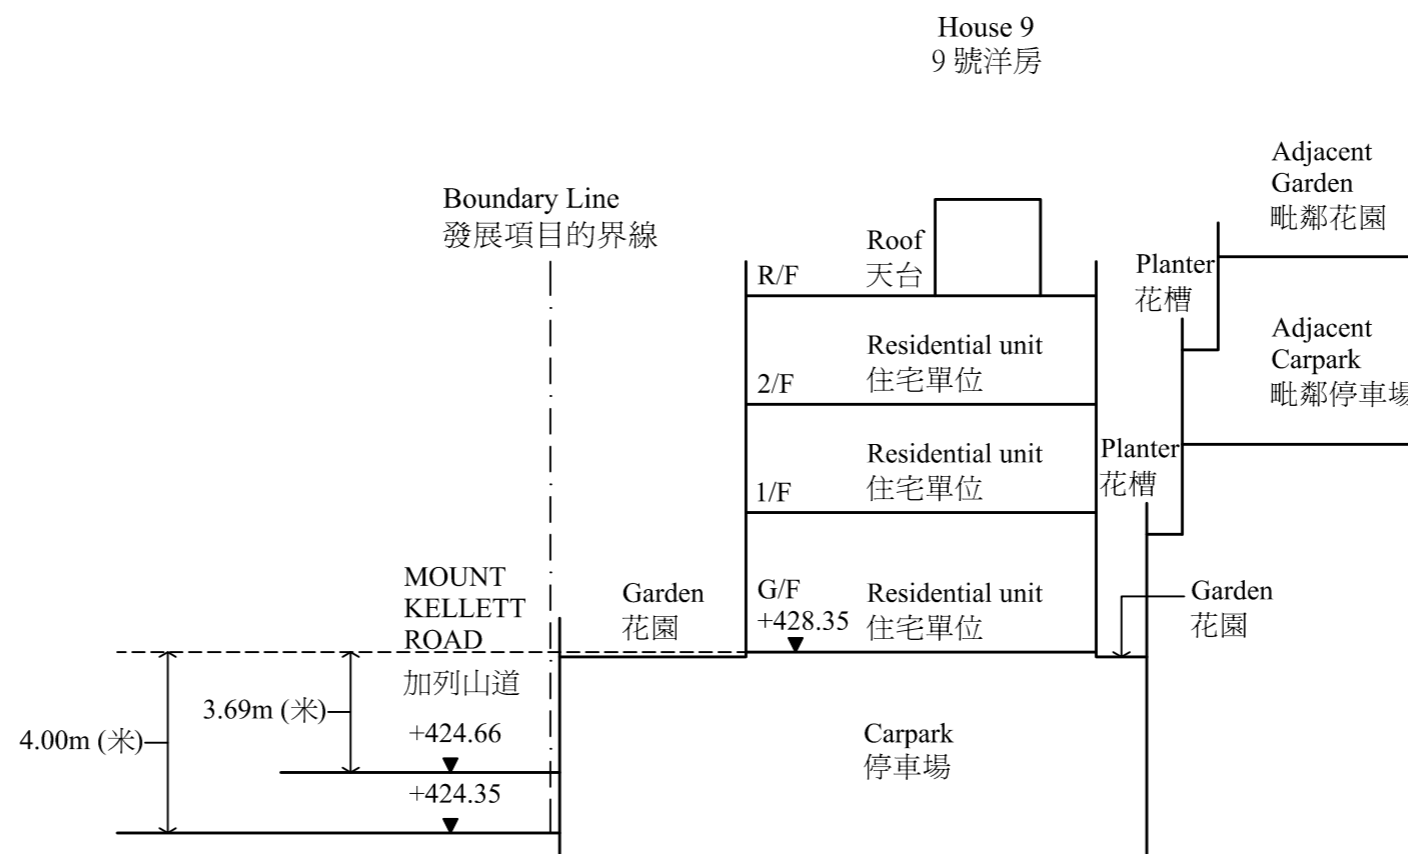 House 9
9 號洋房
Boundary Line
發展項目的界線
Adjacent
Garden
毗鄰花園
Roof
天台
R/F
Planter
花槽
Residential unit
住宅單位
2/F
Adjacent
Carpark
毗鄰停車場
Residential unit
住宅單位
1/F
Planter
花槽
MOUNT
KELLETT
ROAD
加列山道
Garden
花園
G/F
+428.35
Residential unit
住宅單位
Garden
花園
3.69m (米)
4.00m (米)
+424.66
+424.35
Carpark
停車場